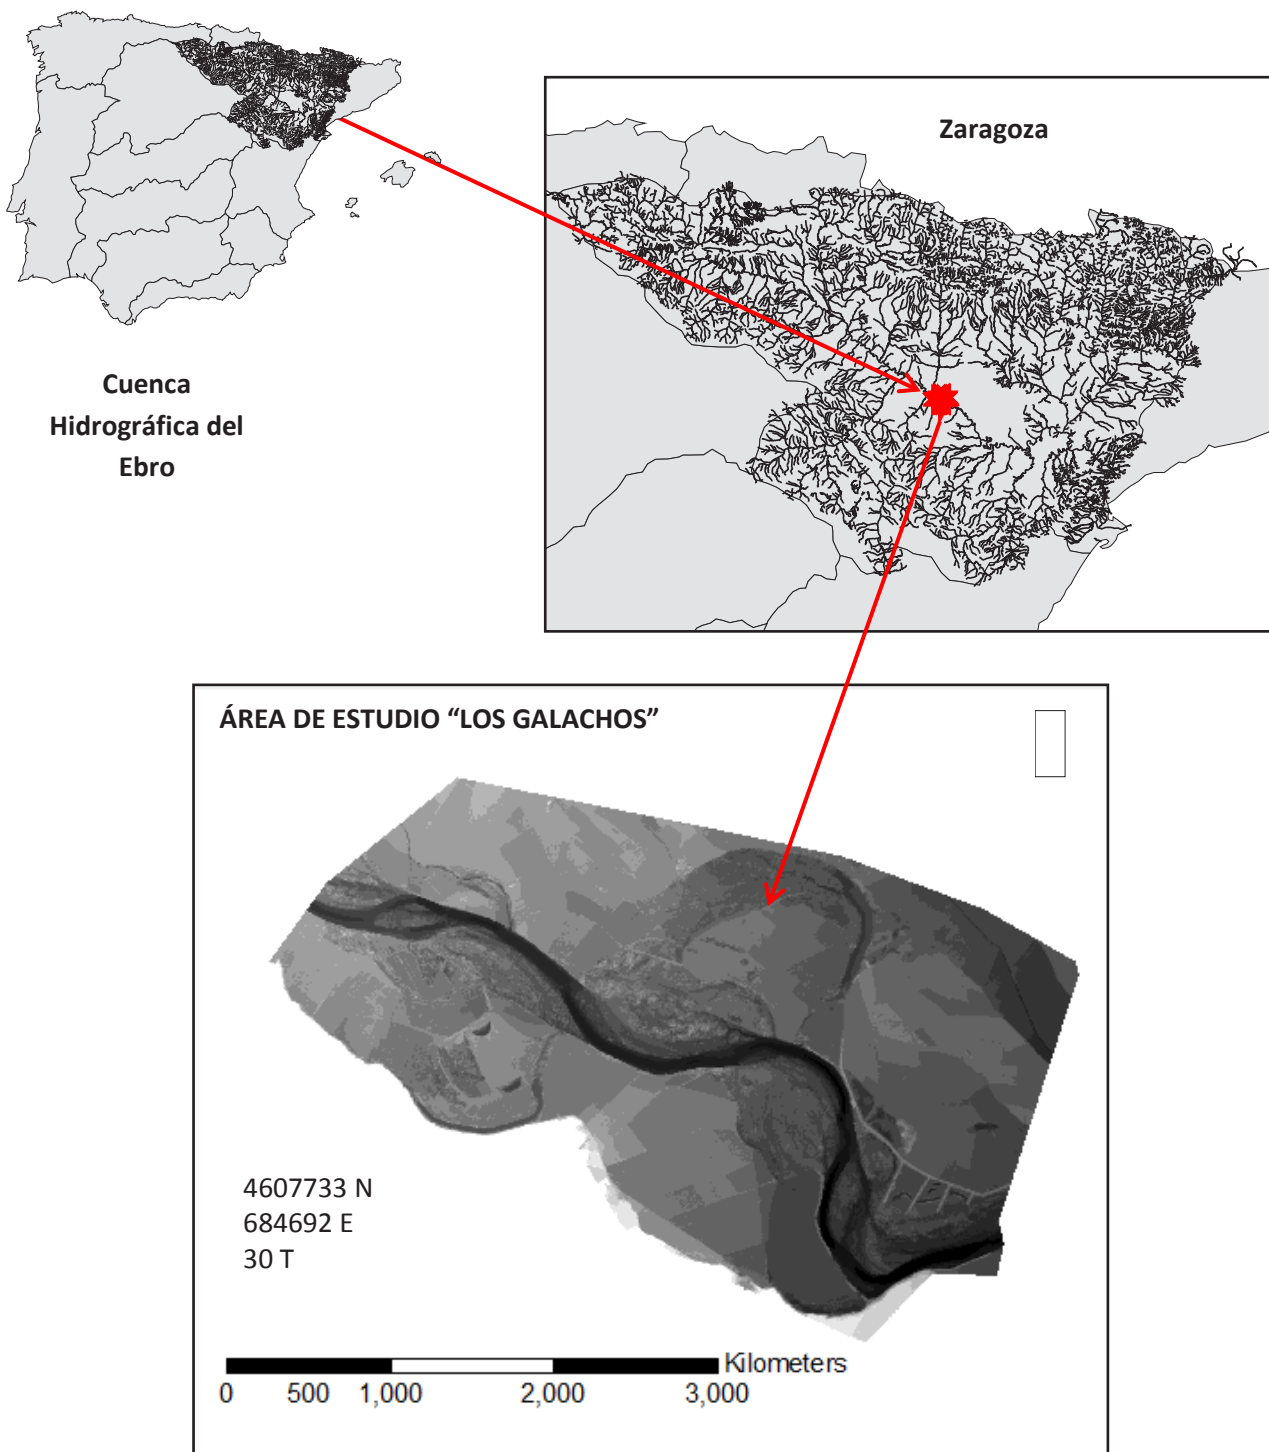 Zaragoza
Cuenca
Hidrográfica del
Ebro
ÁREA DE ESTUDIO “LOS GALACHOS”
4607733 N
684692 E
30 T
Kilometers
0 500 1,000 2,000 3,000